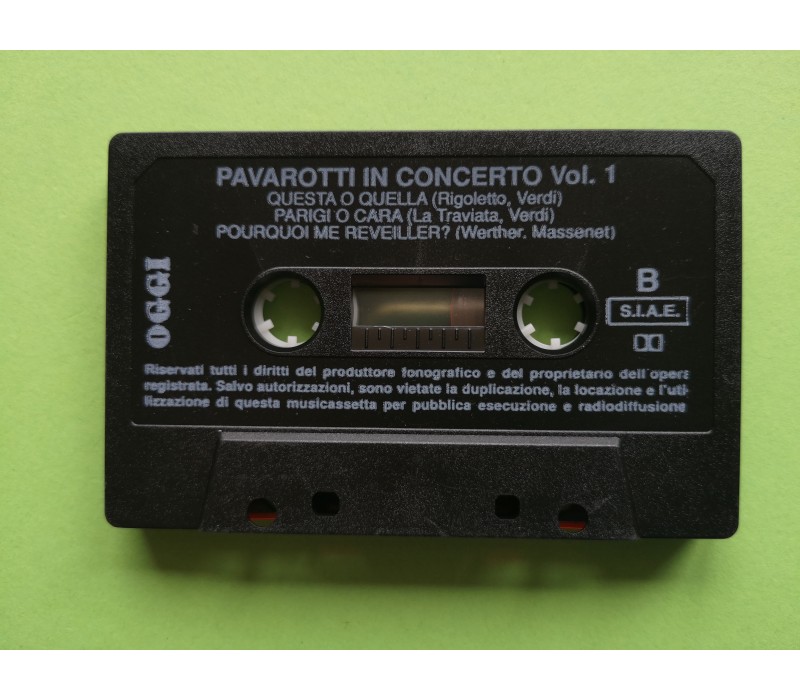 PAVAROTTI IN CONCERTO Vol. 1
QUESTA O QUELLA (Rigoletto, Verdi)
PARIGI O CARA (La Traviata, Verdi)
POURQUOI ME REVEILLER? (Werther. Massenet)
OGGI
B
S.I.A.E.
Riservati tutti i diritti del produttore fonografico e del proprietario dell'opera
registrata. Salvo autorizzazioni, sono vietate la duplicazione, la locazione e l'uti-
lizzazione di questa musicassetta per pubblica esecuzione e radiodiffusione